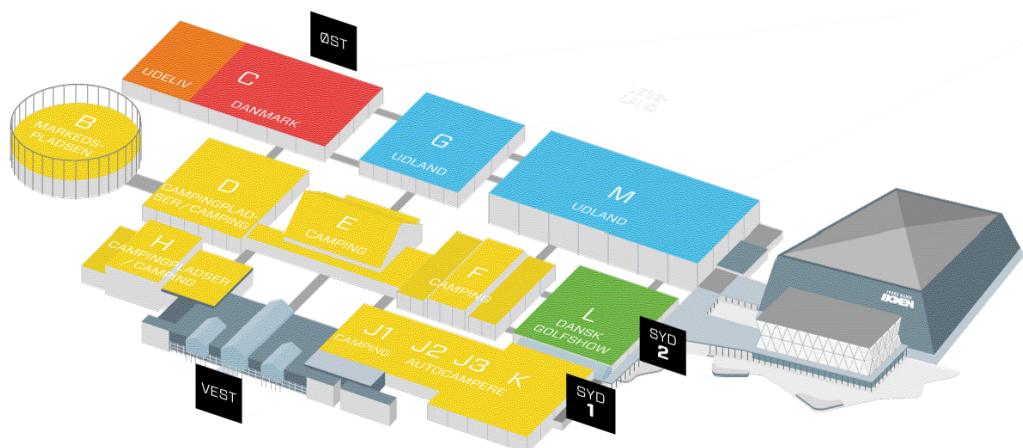 ØST
C
UDELIV
DANMARK
B
MARKEDS-
PLADSEN
G
UDLAND
M
UDLAND
D
CAMPINGPLAD-
SER/CAMPING
E
CAMPING
H
CAMPINGPLADSER
/CAMPING
F
CAMPING
L
DANSK
GOLFSHOW
J1
CAMPING
J2 J3
AUTOCAMPERE
K
SYD
2
SYD
1
VEST
BOXEN